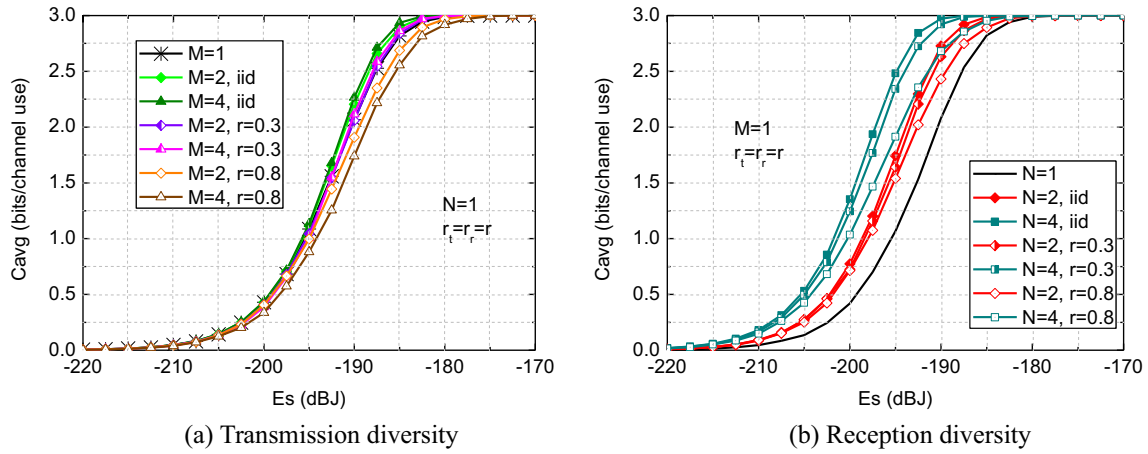 3.0
2.5
2.0
1.5
1.0
0.5
0.0
Cavg (bits/channel use)
M=1
M=2, iid
M=4, iid
M=2, r=0.3
M=4, r=0.3
M=2, r=0.8
M=4, r=0.8
N=1
r_t=r_r=r
-220
-210
-200
-190
-180
-170
Es (dBJ)
(a) Transmission diversity
3.0
2.5
2.0
1.5
1.0
0.5
0.0
Cavg (bits/channel use)
M=1
r_t=r_r=r
N=1
N=2, iid
N=4, iid
N=2, r=0.3
N=4, r=0.3
N=2, r=0.8
N=4, r=0.8
-220
-210
-200
-190
-180
-170
Es (dBJ)
(b) Reception diversity